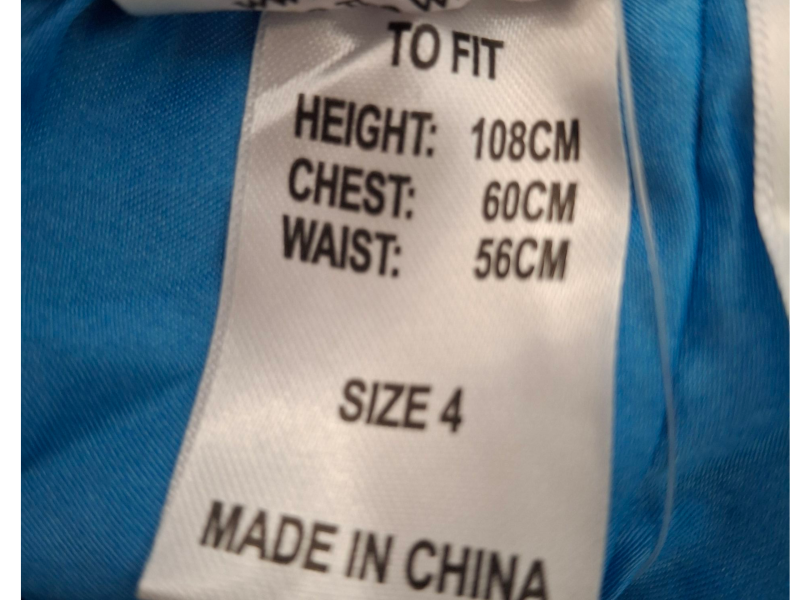 TO FIT
HEIGHT: 108CM
CHEST: 60CM
WAIST: 56CM
SIZE 4
MADE IN CHINA